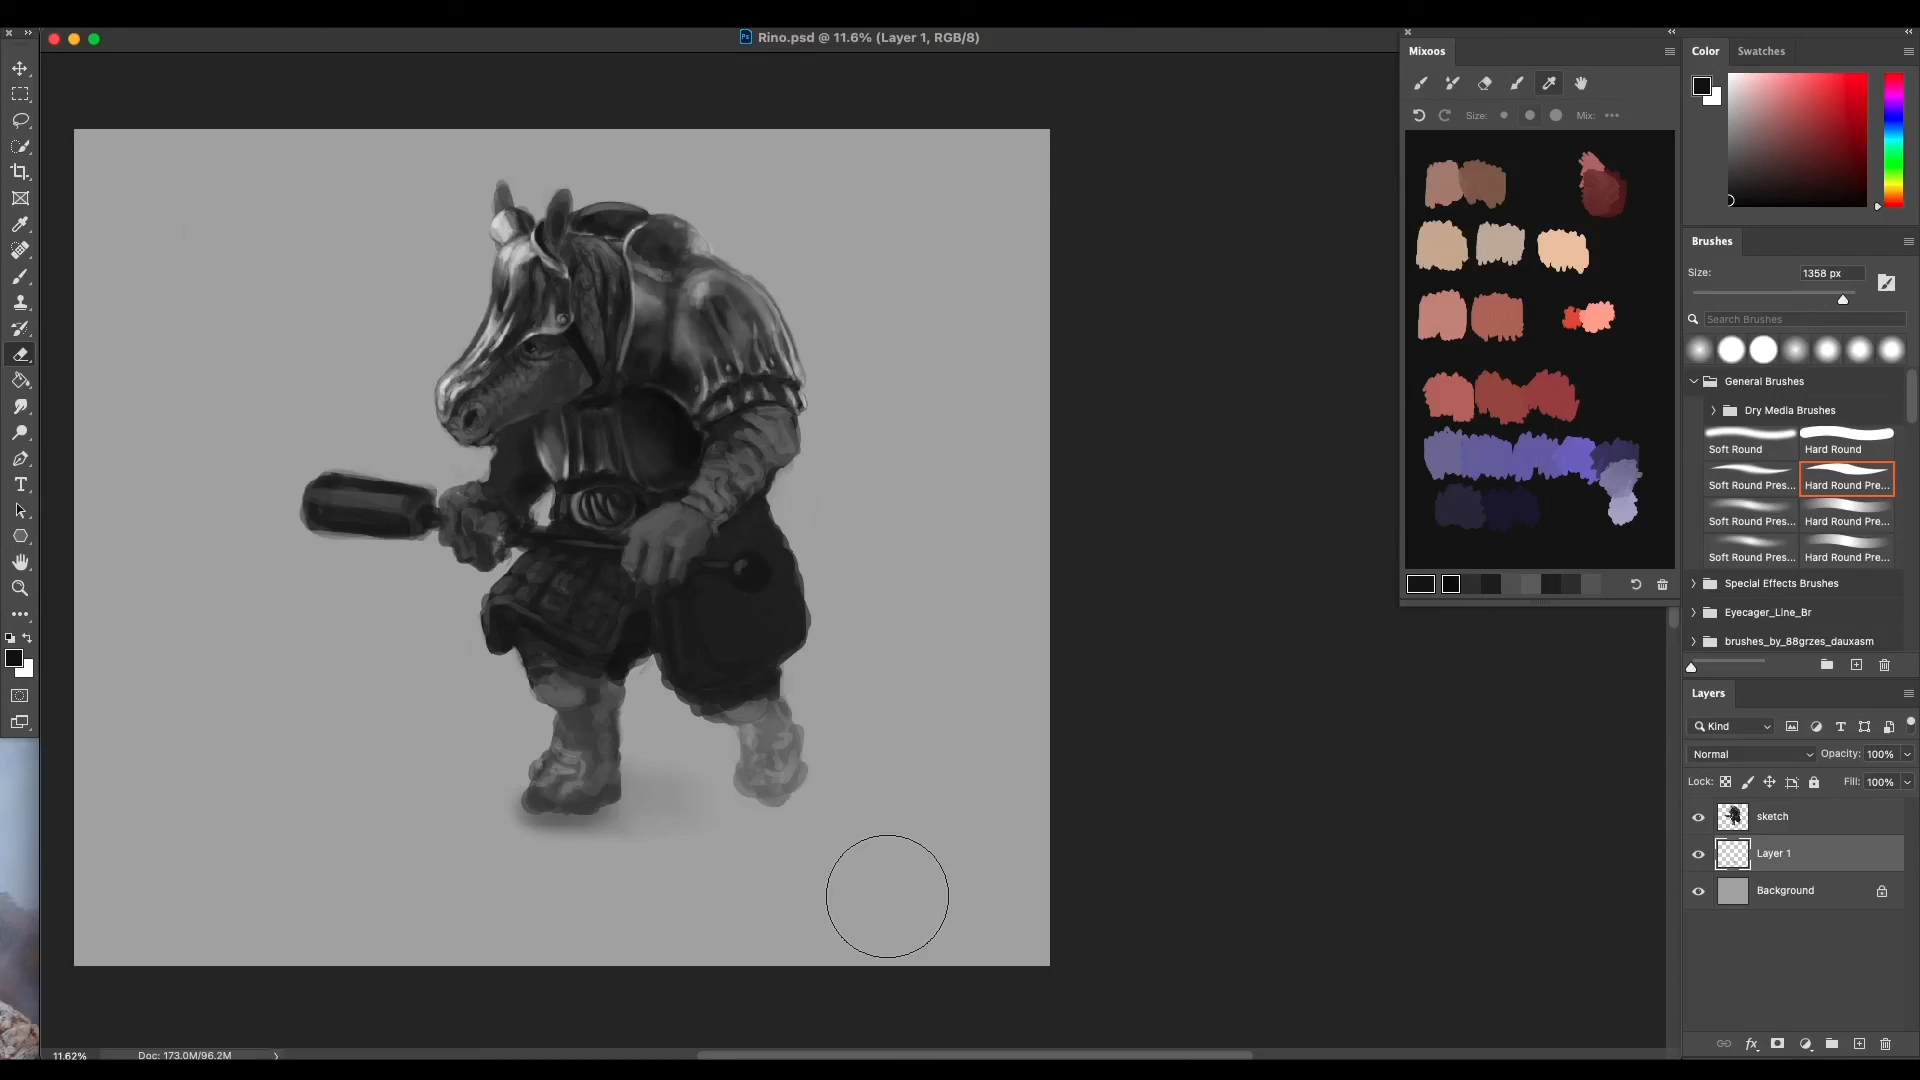 Rino.psd @ 11.6% (Layer 1, RGB/8)
Mixoos
Size:
Mix:
Color
Swatches
Brushes
Size:
1358 px
Search Brushes
General Brushes
Dry Media Brushes
Soft Round
Hard Round
Soft Round Pres...
Hard Round Pre...
Soft Round Pres...
Hard Round Pre...
Soft Round Pres...
Hard Round Pre...
Special Effects Brushes
Eyecager_Line_Br
brushes_by_88grzes_dauxasm
Layers
Kind
Normal
Opacity: 100%
Lock:
Fill: 100%
sketch
Layer 1
Background
11.62%
Doc: 173.0M/96.2M